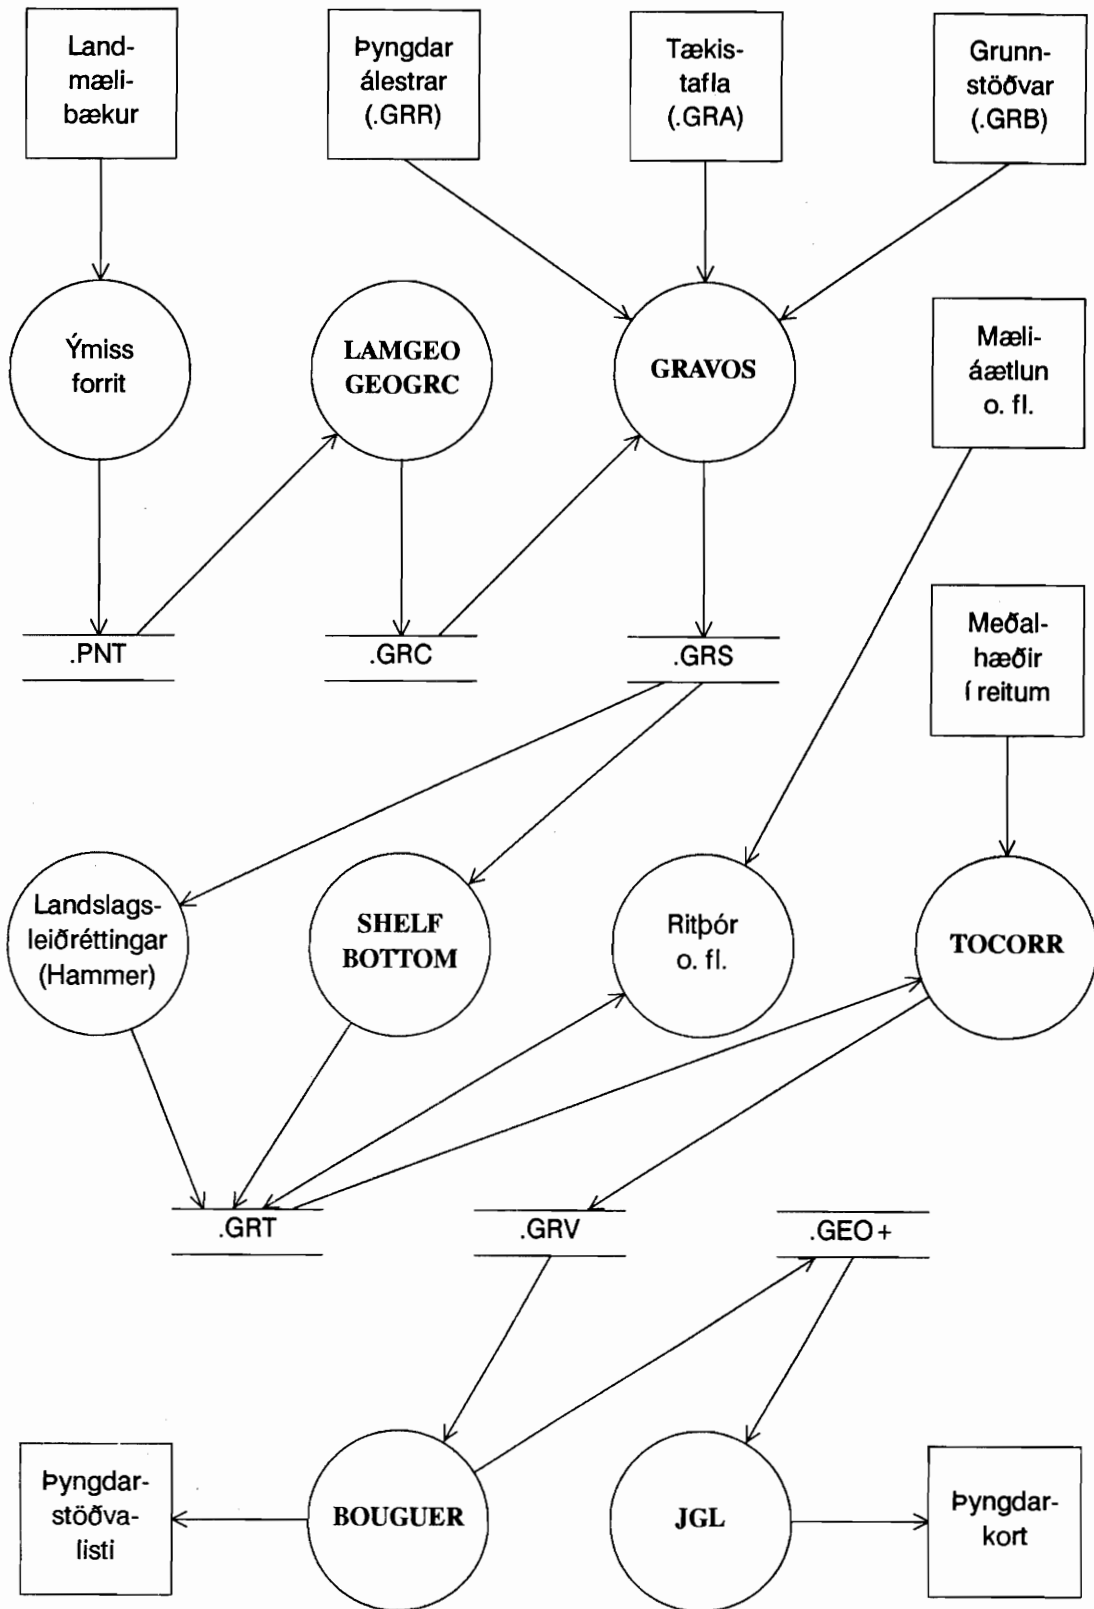 Land-
mæli-
bækur
Þyngdar
álestrar
(.GRR)
Tækis-
tafla
(.GRA)
Grunn-
stöðvar
(.GRB)
Ýmiss
forrit
LAMGEO
GEOGRC
GRAVOS
Mæli-
áætlun
o. fl.
.PNT
.GRC
.GRS
Meðal-
hæðir
í reitum
Landslags-
leiðréttingar
(Hammer)
SHELF
BOTTOM
Ritþór
o. fl.
TOCORR
.GRT
.GRV
.GEO+
Þyngdar-
stöðva-
listi
BOUGUER
JGL
Þyngdar-
kort